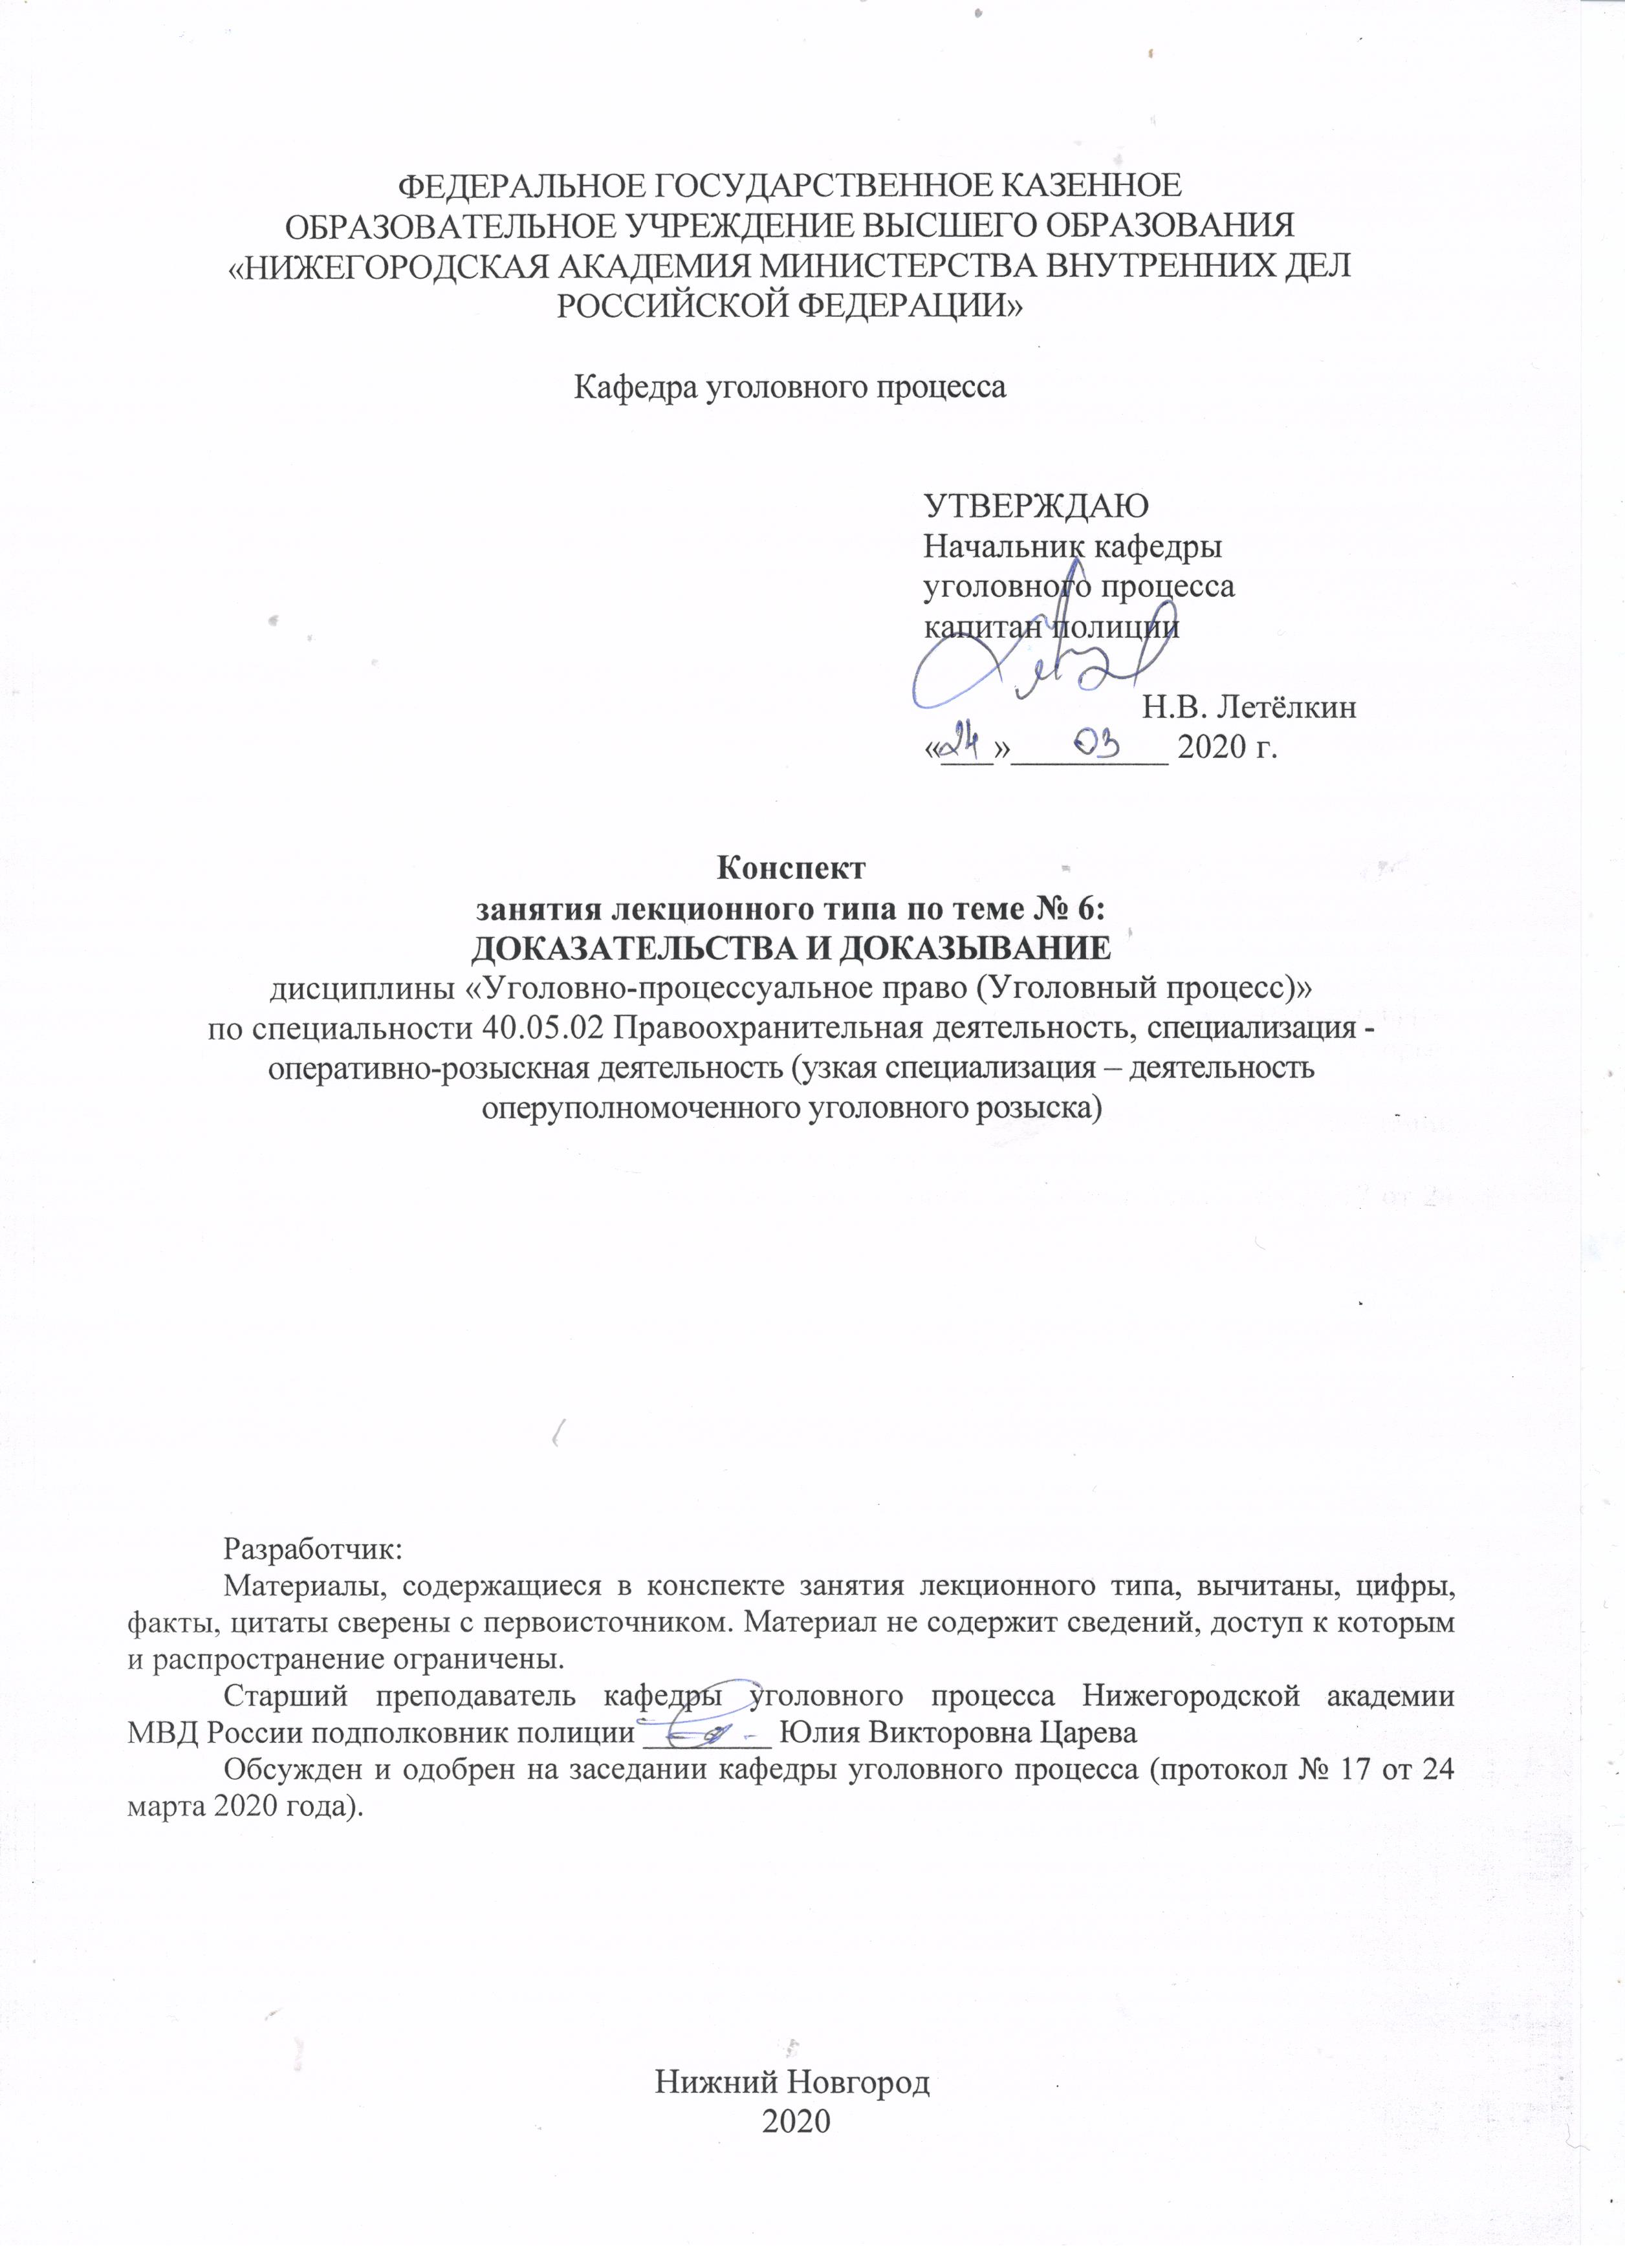 ФЕДЕРАЛЬНОЕ ГОСУДАРСТВЕННОЕ КАЗЕННОЕ
ОБРАЗОВАТЕЛЬНОЕ УЧРЕЖДЕНИЕ ВЫСШЕГО ОБРАЗОВАНИЯ
«НИЖЕГОРОДСКАЯ АКАДЕМИЯ МИНИСТЕРСТВА ВНУТРЕННИХ ДЕЛ
РОССИЙСКОЙ ФЕДЕРАЦИИ»
Кафедра уголовного процесса
УТВЕРЖДАЮ
Начальник кафедры
уголовного процесса
капитан полиции
Н.В. Летёлкин
«24» 03 2020 г.
Конспект
занятия лекционного типа по теме № 6:
ДОКАЗАТЕЛЬСТВА И ДОКАЗЫВАНИЕ
дисциплины «Уголовно-процессуальное право (Уголовный процесс)»
по специальности 40.05.02 Правоохранительная деятельность, специализация -
оперативно-розыскная деятельность (узкая специализация – деятельность
оперуполномоченного уголовного розыска)
Разработчик:
Материалы, содержащиеся в конспекте занятия лекционного типа, вычитаны, цифры,
факты, цитаты сверены с первоисточником. Материал не содержит сведений, доступ к которым
и распространение ограничены.
Старший преподаватель кафедры уголовного процесса Нижегородской академии
МВД России подполковник полиции ________ Юлия Викторовна Царева
Обсужден и одобрен на заседании кафедры уголовного процесса (протокол № 17 от 24
марта 2020 года).
Нижний Новгород
2020